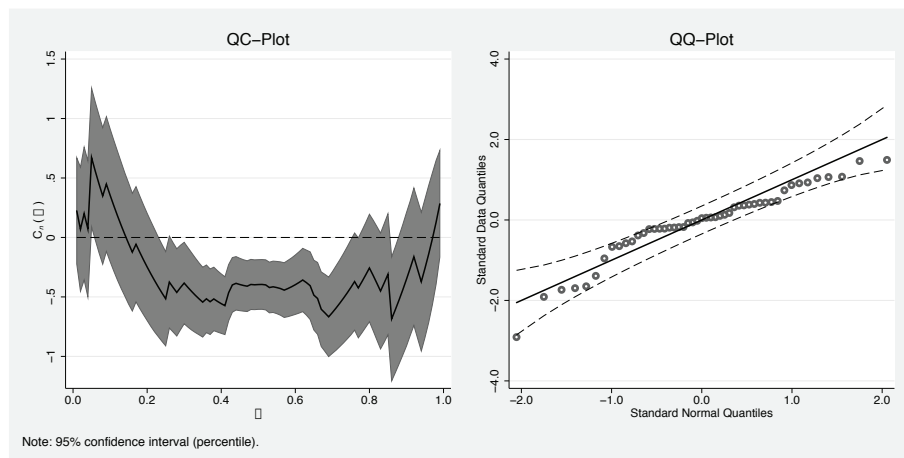 QC−Plot
1.5
1
.5
0
−.5
−1
Cn ( ▯ )
0.0 0.2 0.4 0.6 0.8 1.0
▯
QQ−Plot
4.0
2.0
0.0
−2.0
−4.0
Standard Data Quantiles
−2.0 −1.0 0.0 1.0 2.0
Standard Normal Quantiles
Note: 95% confidence interval (percentile).